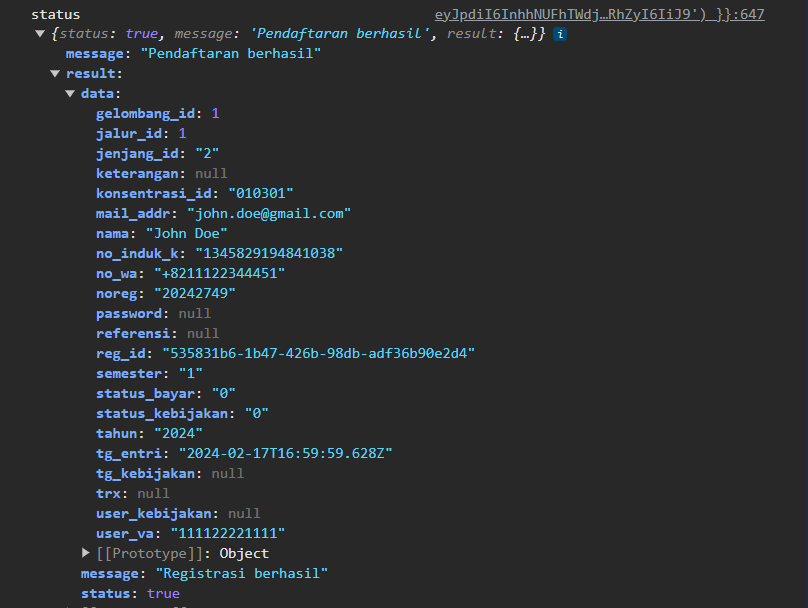 status eyJpdiI6InhhNUFhTWdj…RhZyI6IiJ9') }}:647
{status: true, message: 'Pendaftaran berhasil', result: {…}} i
message: "Pendaftaran berhasil"
result:
data:
gelombang_id: 1
jalur_id: 1
jenjang_id: "2"
keterangan: null
konsentrasi_id: "010301"
mail_addr: "john.doe@gmail.com"
nama: "John Doe"
no_induk_k: "1345829194841038"
no_wa: "+8211122344451"
noreg: "20242749"
password: null
referensi: null
reg_id: "535831b6-1b47-426b-98db-adf36b90e2d4"
semester: "1"
status_bayar: "0"
status_kebijakan: "0"
tahun: "2024"
tg_entri: "2024-02-17T16:59:59.628Z"
tg_kebijakan: null
trx: null
user_kebijakan: null
user_va: "111122221111"
[[Prototype]]: Object
message: "Registrasi berhasil"
status: true